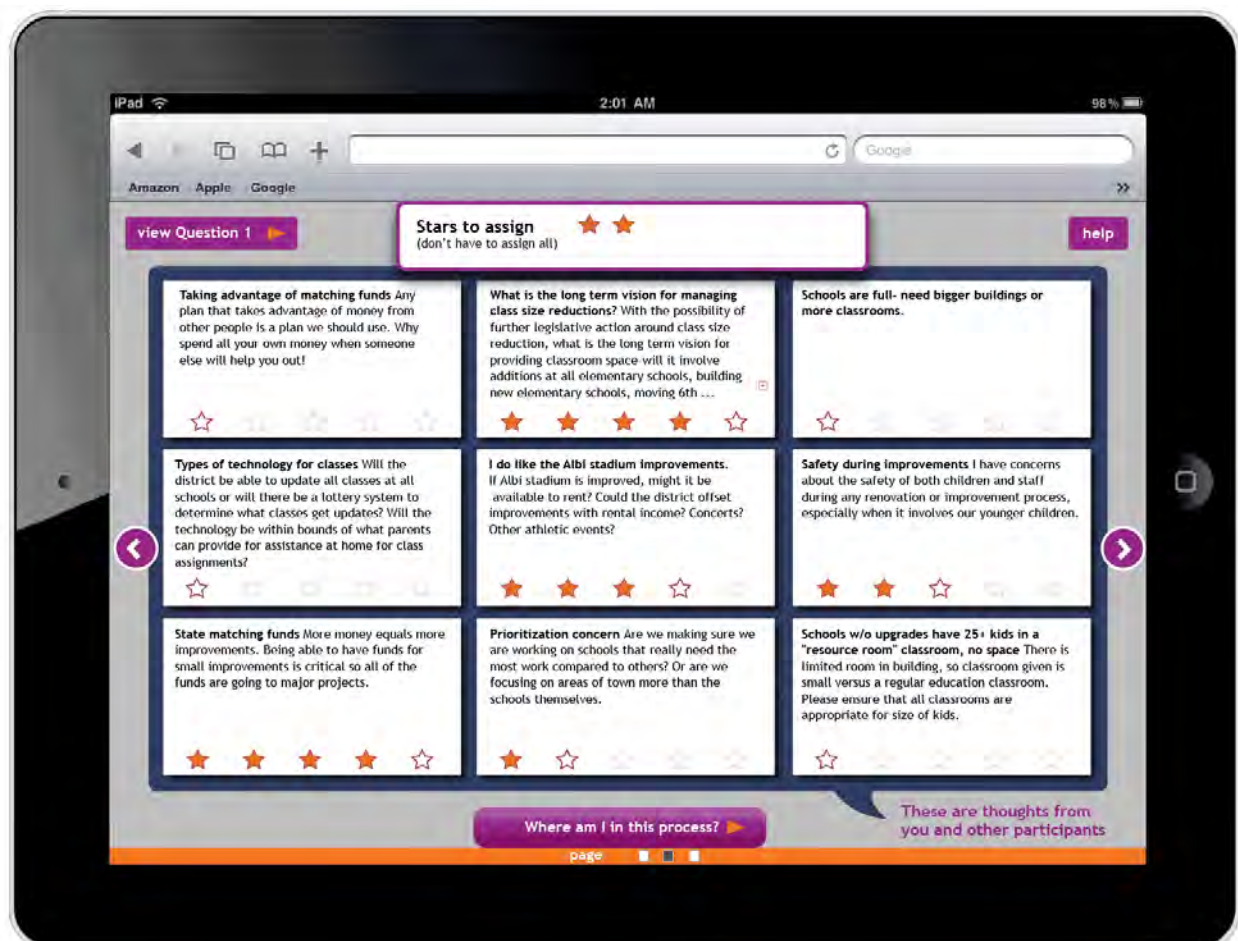 iPad
2:01 AM
98%
Google
Amazon Apple Google
»
view Question 1
Stars to assign
(don't have to assign all)
help
Taking advantage of matching funds Any
plan that takes advantage of money from
other people is a plan we should use. Why
spend all your own money when someone
else will help you out!
What is the long term vision for managing
class size reductions? With the possibility of
further legislative action around class size
reduction, what is the long term vision for
providing classroom space will it involve
additions at all elementary schools, building
new elementary schools, moving 6th ...
Schools are full- need bigger buildings or
more classrooms.
Types of technology for classes Will the
district be able to update all classes at all
schools or will there be a lottery system to
determine what classes get updates? Will the
technology be within bounds of what parents
can provide for assistance at home for class
assignments?
I do like the Albi stadium improvements.
If Albi stadium is improved, might it be
available to rent? Could the district offset
improvements with rental income? Concerts?
Other athletic events?
Safety during improvements I have concerns
about the safety of both children and staff
during any renovation or improvement process,
especially when it involves our younger children.
State matching funds More money equals more
improvements. Being able to have funds for
small improvements is critical so all of the
funds are going to major projects.
Prioritization concern Are we making sure we
are working on schools that really need the
most work compared to others? Or are we
focusing on areas of town more than the
schools themselves.
Schools w/o upgrades have 25+ kids in a
"resource room" classroom, no space There is
limited room in building, so classroom given is
small versus a regular education classroom.
Please ensure that all classrooms are
appropriate for size of kids.
Where am I in this process?
These are thoughts from
you and other participants
page